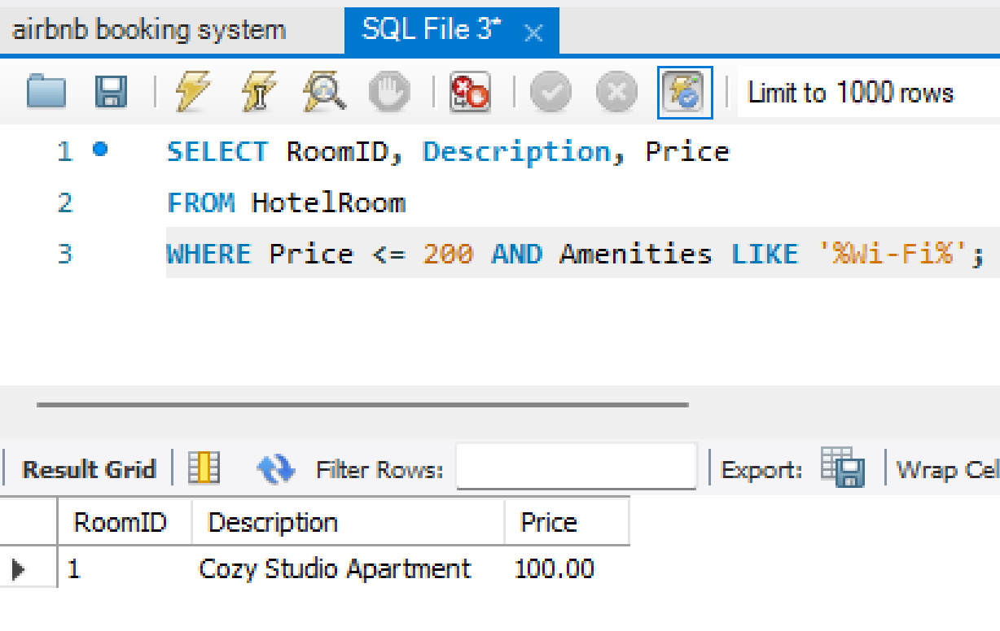 airbnb booking system SQL File 3* ×
Limit to 1000 rows
1 SELECT RoomID, Description, Price
2 FROM HotelRoom
3 WHERE Price <= 200 AND Amenities LIKE '%Wi-Fi%';
Result Grid Filter Rows: Export: Wrap Cel
RoomID Description Price
1 Cozy Studio Apartment 100.00